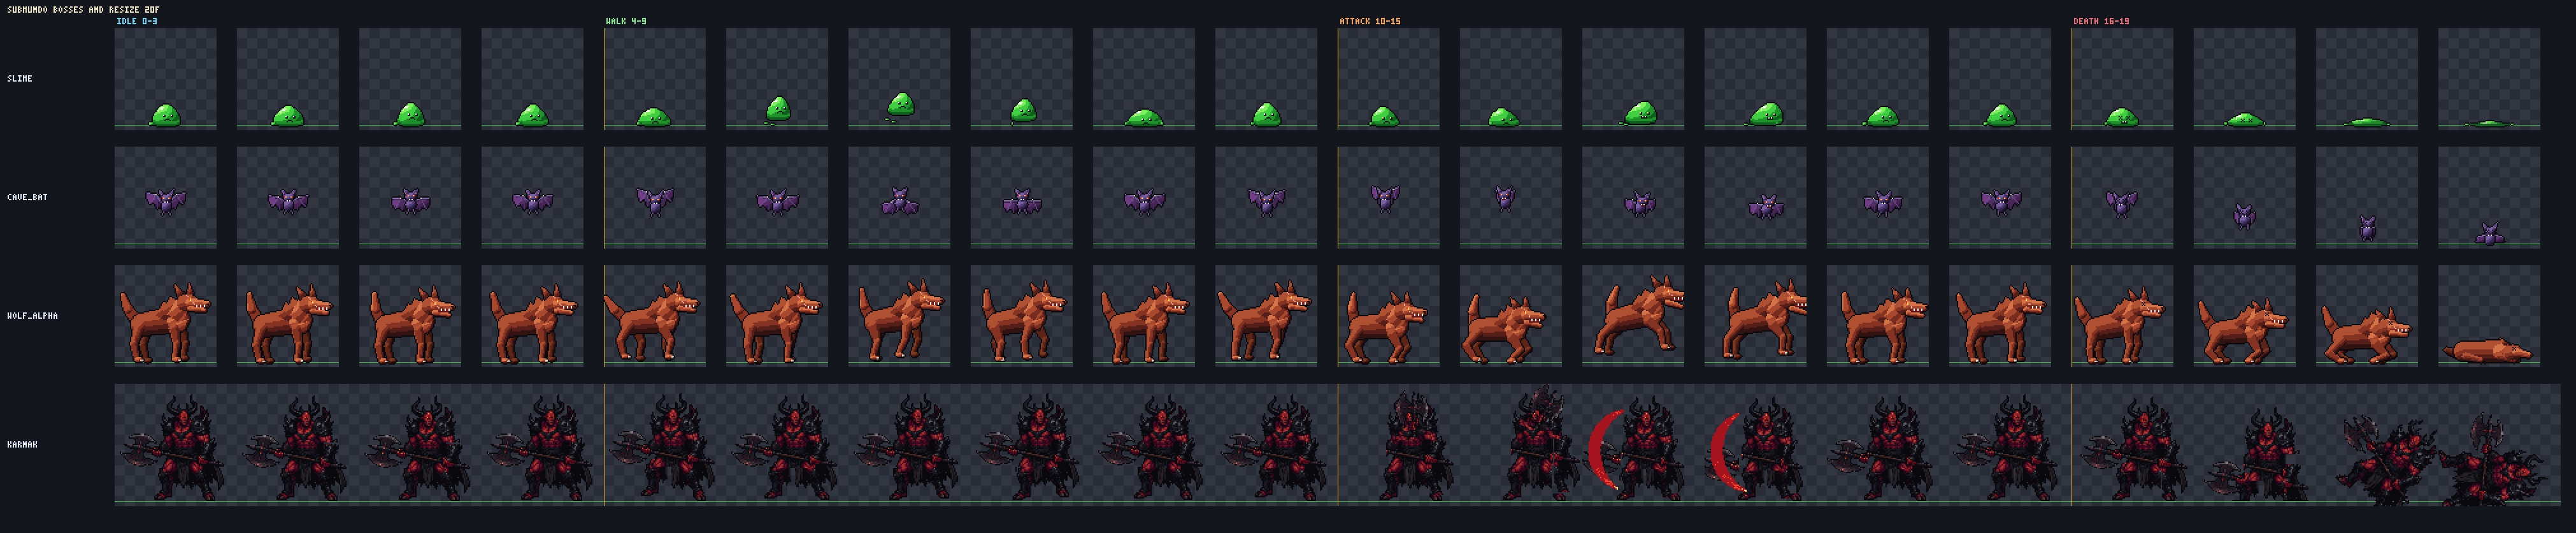 SUBMUNDO BOSSES AND RESIZE 20F
IDLE 0-3 WALK 4-9 ATTACK 10-15 DEATH 16-19
SLIME
CAVE_BAT
WOLF_ALPHA
KARNAK